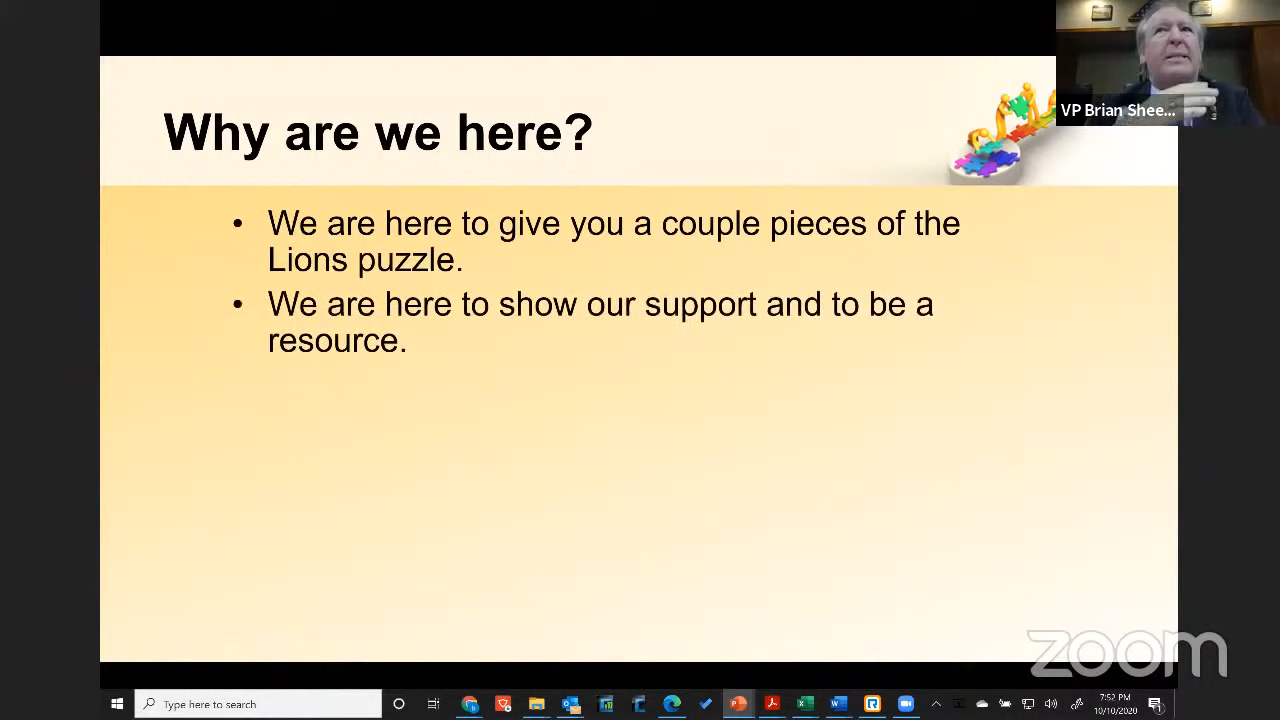 Why are we here?
VP Brian Shee...
• We are here to give you a couple pieces of the
Lions puzzle.
• We are here to show our support and to be a
resource.
zoom
Type here to search
7:52 PM
10/10/2020